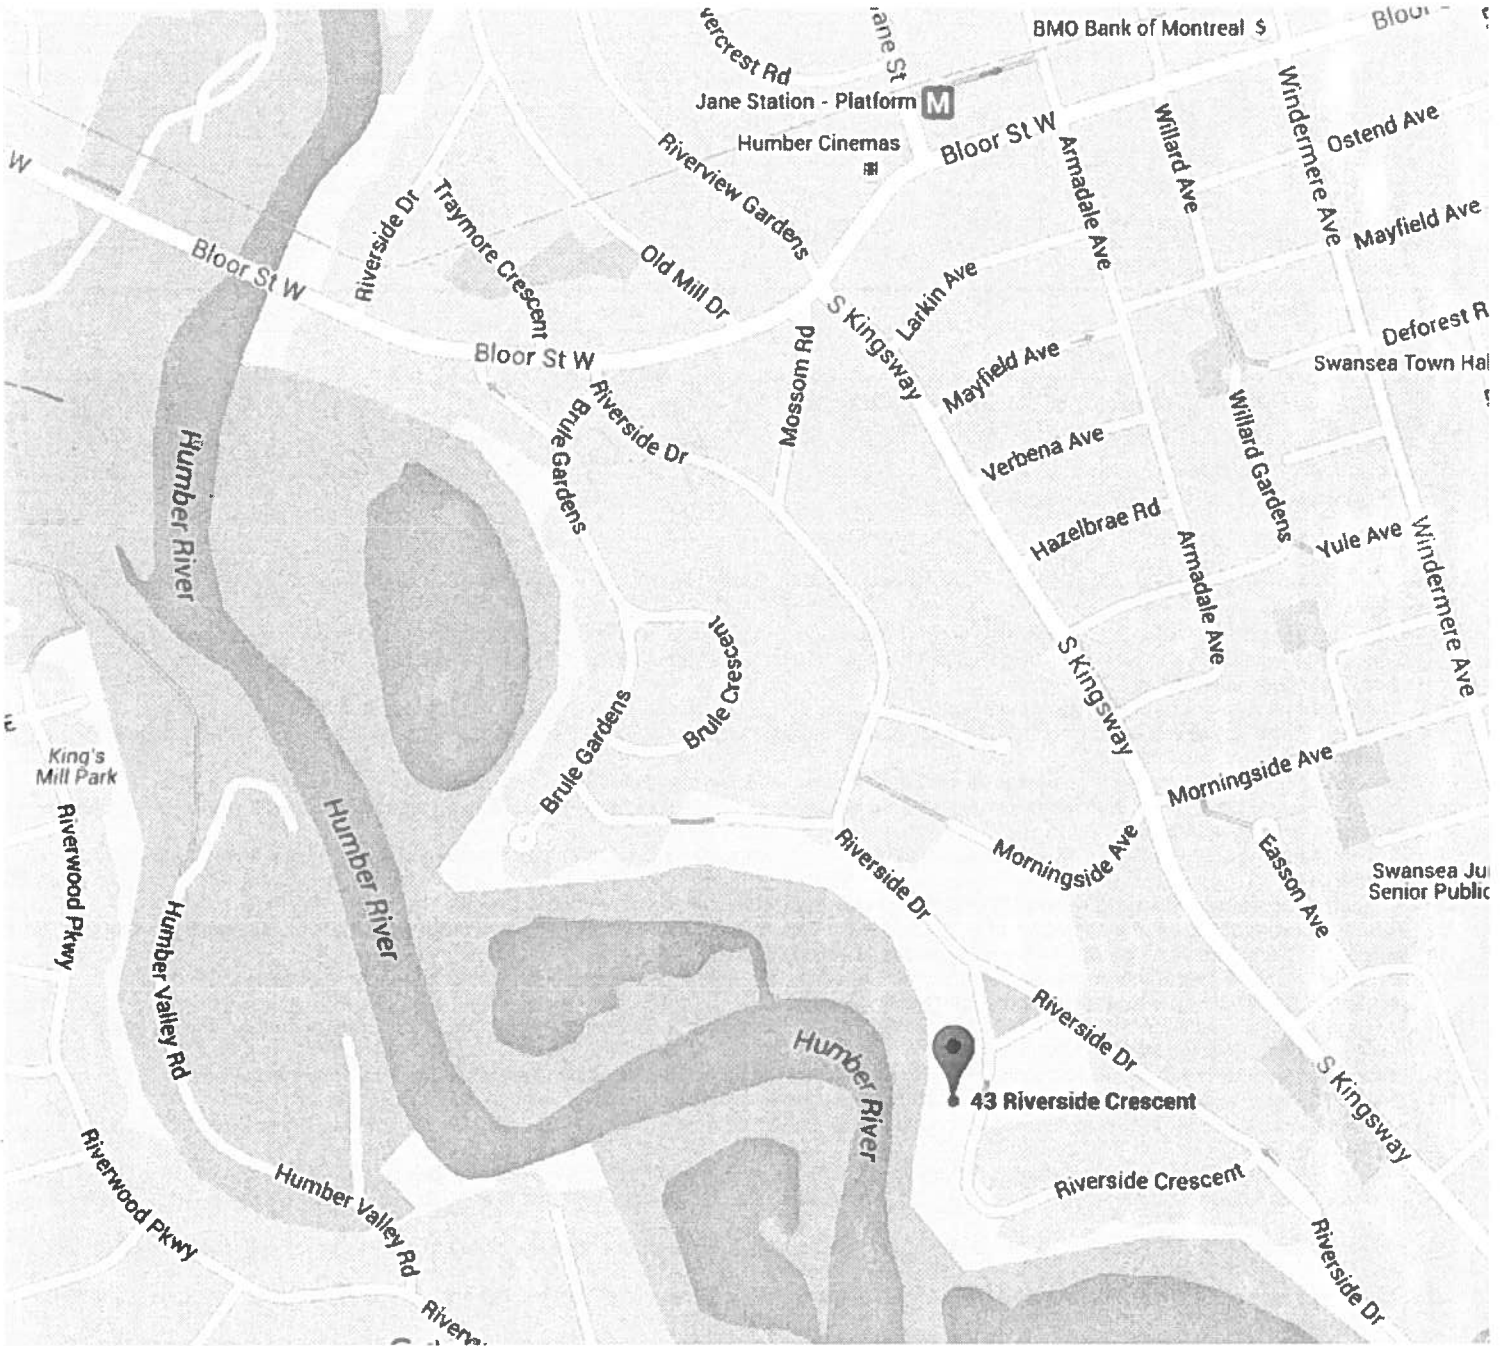 BMO Bank of Montreal $
Jane Station - Platform M
Humber Cinemas
Bloor St W
Armadale Ave
Willard Ave
Windermere Ave
Ostend Ave
Mayfield Ave
W
Bloor St W
Riverside Dr
Traymore Crescent
Riverview Gardens
Old Mill Dr
S Kingsway
Larkin Ave
Mayfield Ave
Swansea Town Hal
Bloor St W
Mossom Rd
Brule Gardens
Riverside Dr
Verbena Ave
Willard Gardens
Humber River
Hazelbrae Rd
Armadale Ave
Yule Ave
Windermere Ave
Brule Crescent
S Kingsway
Brule Gardens
Brule Crescent
King's
Mill Park
Morningside Ave
Riverwood Pkwy
Humber River
Riverside Dr
Morningside Ave
Easson Ave
Swansea Ju
Senior Public
Humber Valley Rd
Riverside Dr
Humber River
43 Riverside Crescent
S Kingsway
Riverwood Pkwy
Humber Valley Rd
Riverside Crescent
Riverside Dr